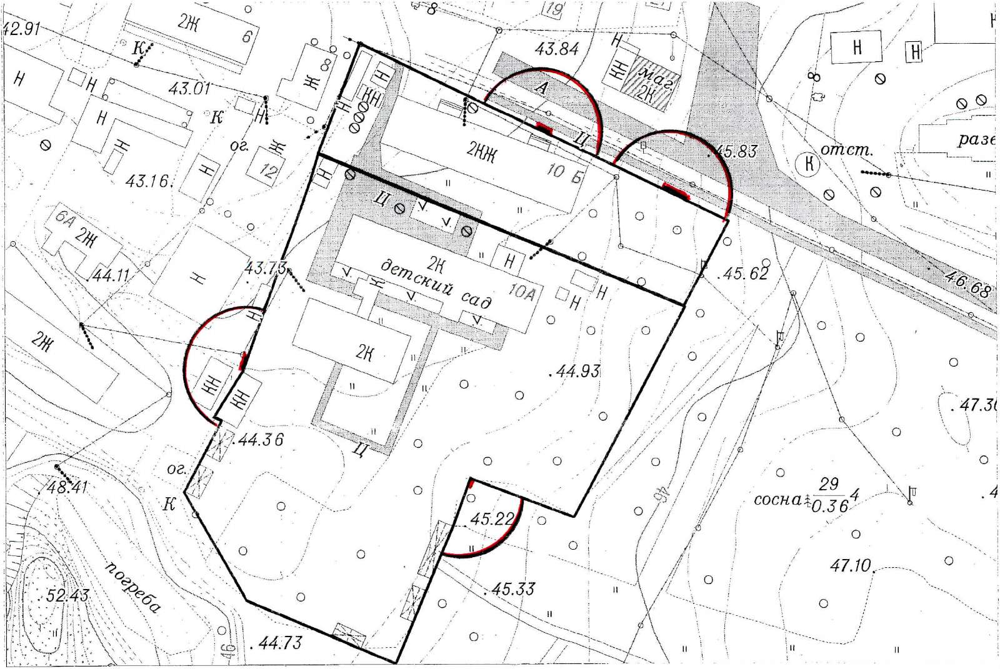 42.91
2Ж
6
К
8
19
43.84
Н
КН
маг.
2К
Н
Н
8
Н
Н
43.01
Ж
8
Н
КН
А
Н
К
Н
Н
Н
ог.
Ж
12
Н
43.16.
2КЖ
10 Б
Ц
.45.83
отст.
К
разе
Н
Ц
6А
2Ж
.44.11
Н
43.73
2К
детский сад
10А
Н
Н
Н
.45.62
46.68
Ж
Н
2Ж
2К
КН
КН
.44.93
.47.30
.44.36
Ц
ог.
К
48.41
46
сосна
29
0.36
4
45.22
47.10.
погреба
.52.43
.45.33
.44.73
46